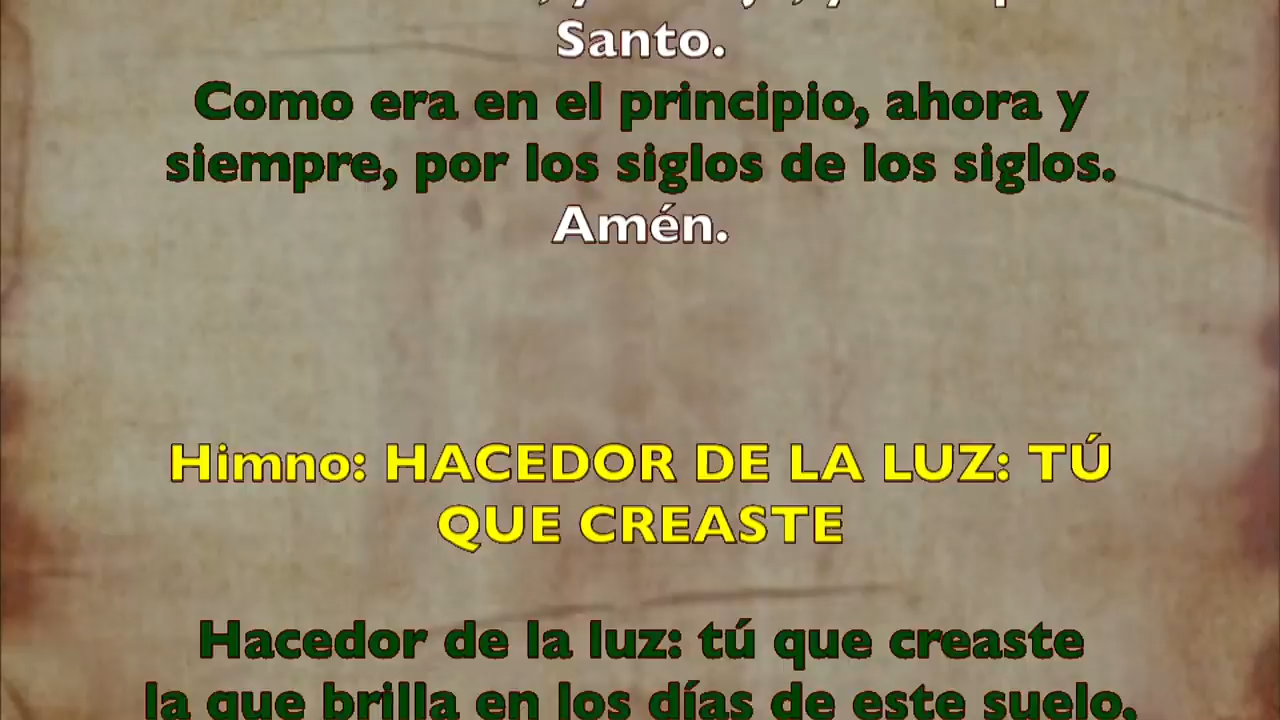 Santo.
Como era en el principio, ahora y
siempre, por los siglos de los siglos.
Amén.
Himno: HACEDOR DE LA LUZ: TÚ
QUE CREASTE
Hacedor de la luz: tú que creaste
la que brilla en los días de este suelo,